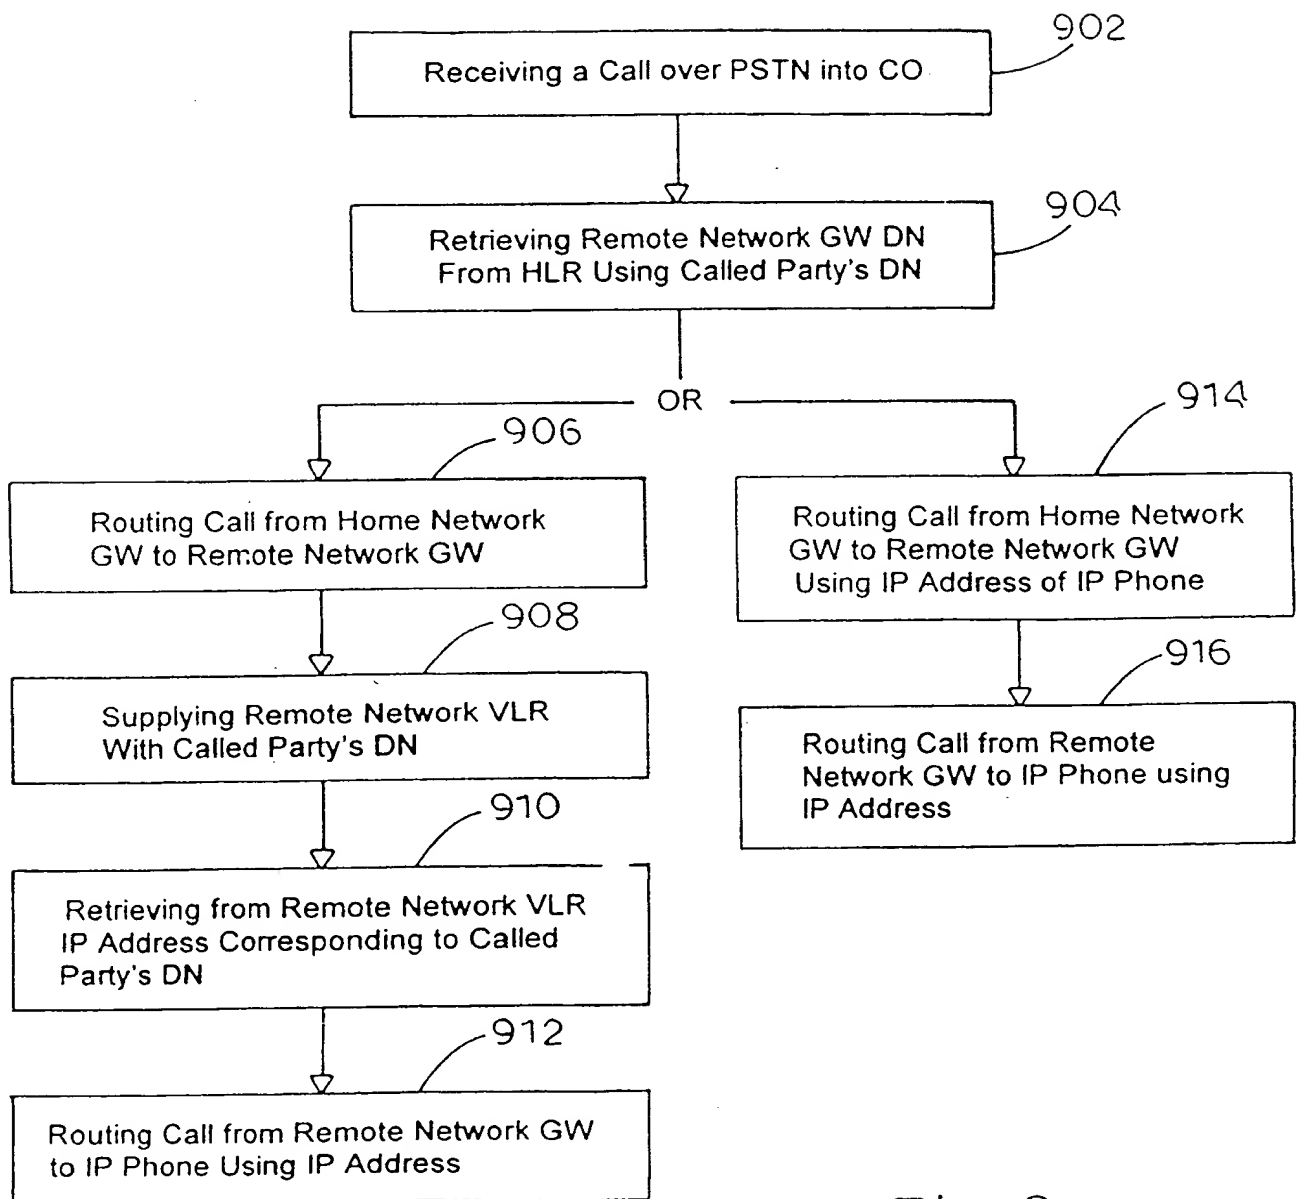 902
Receiving a Call over PSTN into CO
904
Retrieving Remote Network GW DN
From HLR Using Called Party's DN
OR
906
Routing Call from Home Network
GW to Remote Network GW
908
Supplying Remote Network VLR
With Called Party's DN
910
Retrieving from Remote Network VLR
IP Address Corresponding to Called
Party's DN
912
Routing Call from Remote Network GW
to IP Phone Using IP Address
914
Routing Call from Home Network
GW to Remote Network GW
Using IP Address of IP Phone
916
Routing Call from Remote
Network GW to IP Phone using
IP Address